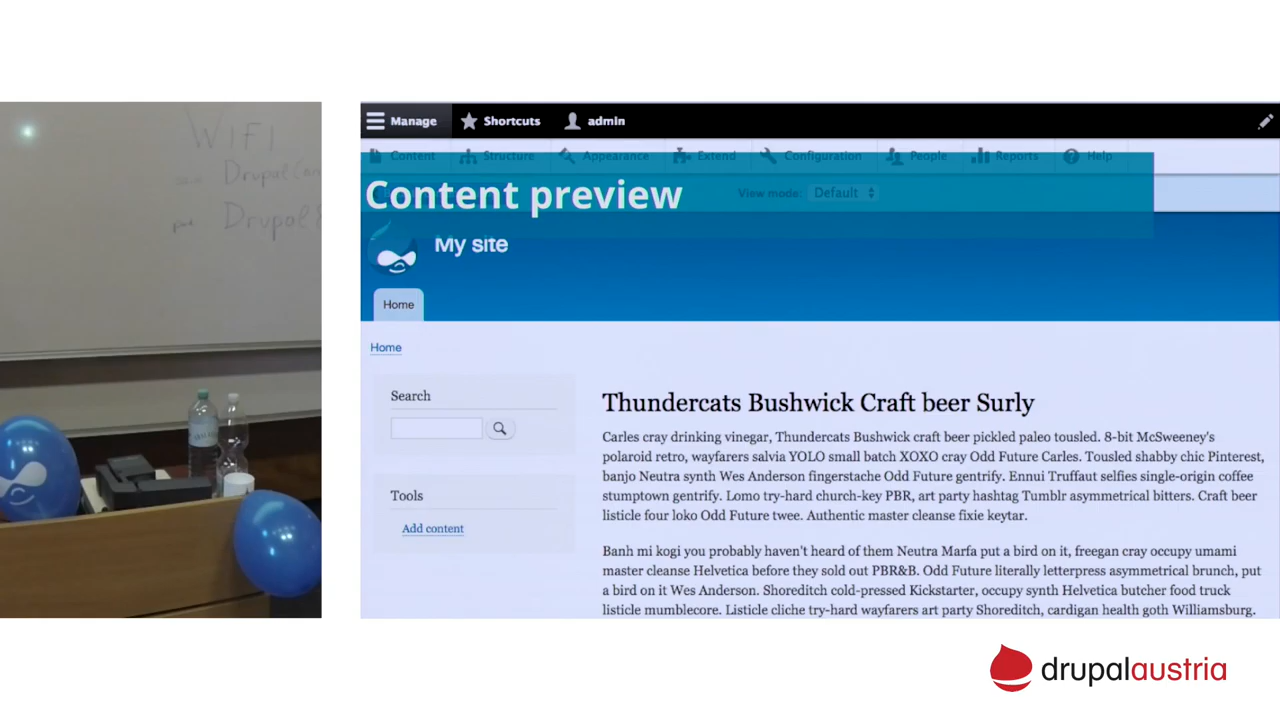 WIFI
Manage
Shortcuts
admin
Content
Structure
Appearance
Extend
Configuration
People
Reports
Help
Content preview
View mode: Default
My site
Home
Home
Search
Tools
Add content
Thundercats Bushwick Craft beer Surly
Carles cray drinking vinegar, Thundercats Bushwick craft beer pickled paleo tousled. 8-bit McSweeney's
polaroid retro, wayfarers salvia YOLO small batch XOXO cray Odd Future Carles. Tousled shabby chic Pinterest,
banjo Neutra synth Wes Anderson fingerstache Odd Future gentrify. Ennui Truffaut selfies single-origin coffee
stumptown gentrify. Lomo try-hard church-key PBR, art party hashtag Tumblr asymmetrical bitters. Craft beer
listicle four loko Odd Future twee. Authentic master cleanse fixie keytar.
Banh mi kogi you probably haven't heard of them Neutra Marfa put a bird on it, freegan cray occupy umami
master cleanse Helvetica before they sold out PBR&B. Odd Future literally letterpress asymmetrical brunch, put
a bird on it Wes Anderson. Shoreditch cold-pressed Kickstarter, occupy synth Helvetica butcher food truck
listicle mumblecore. Listicle cliche try-hard wayfarers art party Shoreditch, cardigan health goth Williamsburg.
drupalaustria